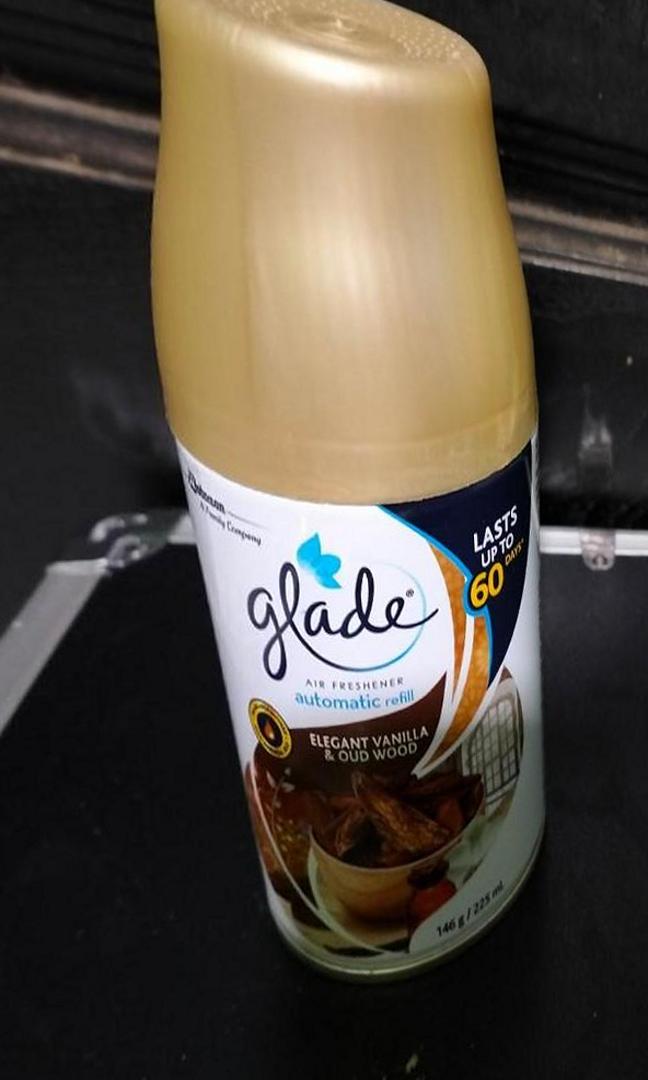 Johnson
A Family Company
LASTS
UP TO
60 DAYS*
glade®
AIR FRESHENER
automatic refill
ELEGANT VANILLA
& OUD WOOD
146 g / 225 mL